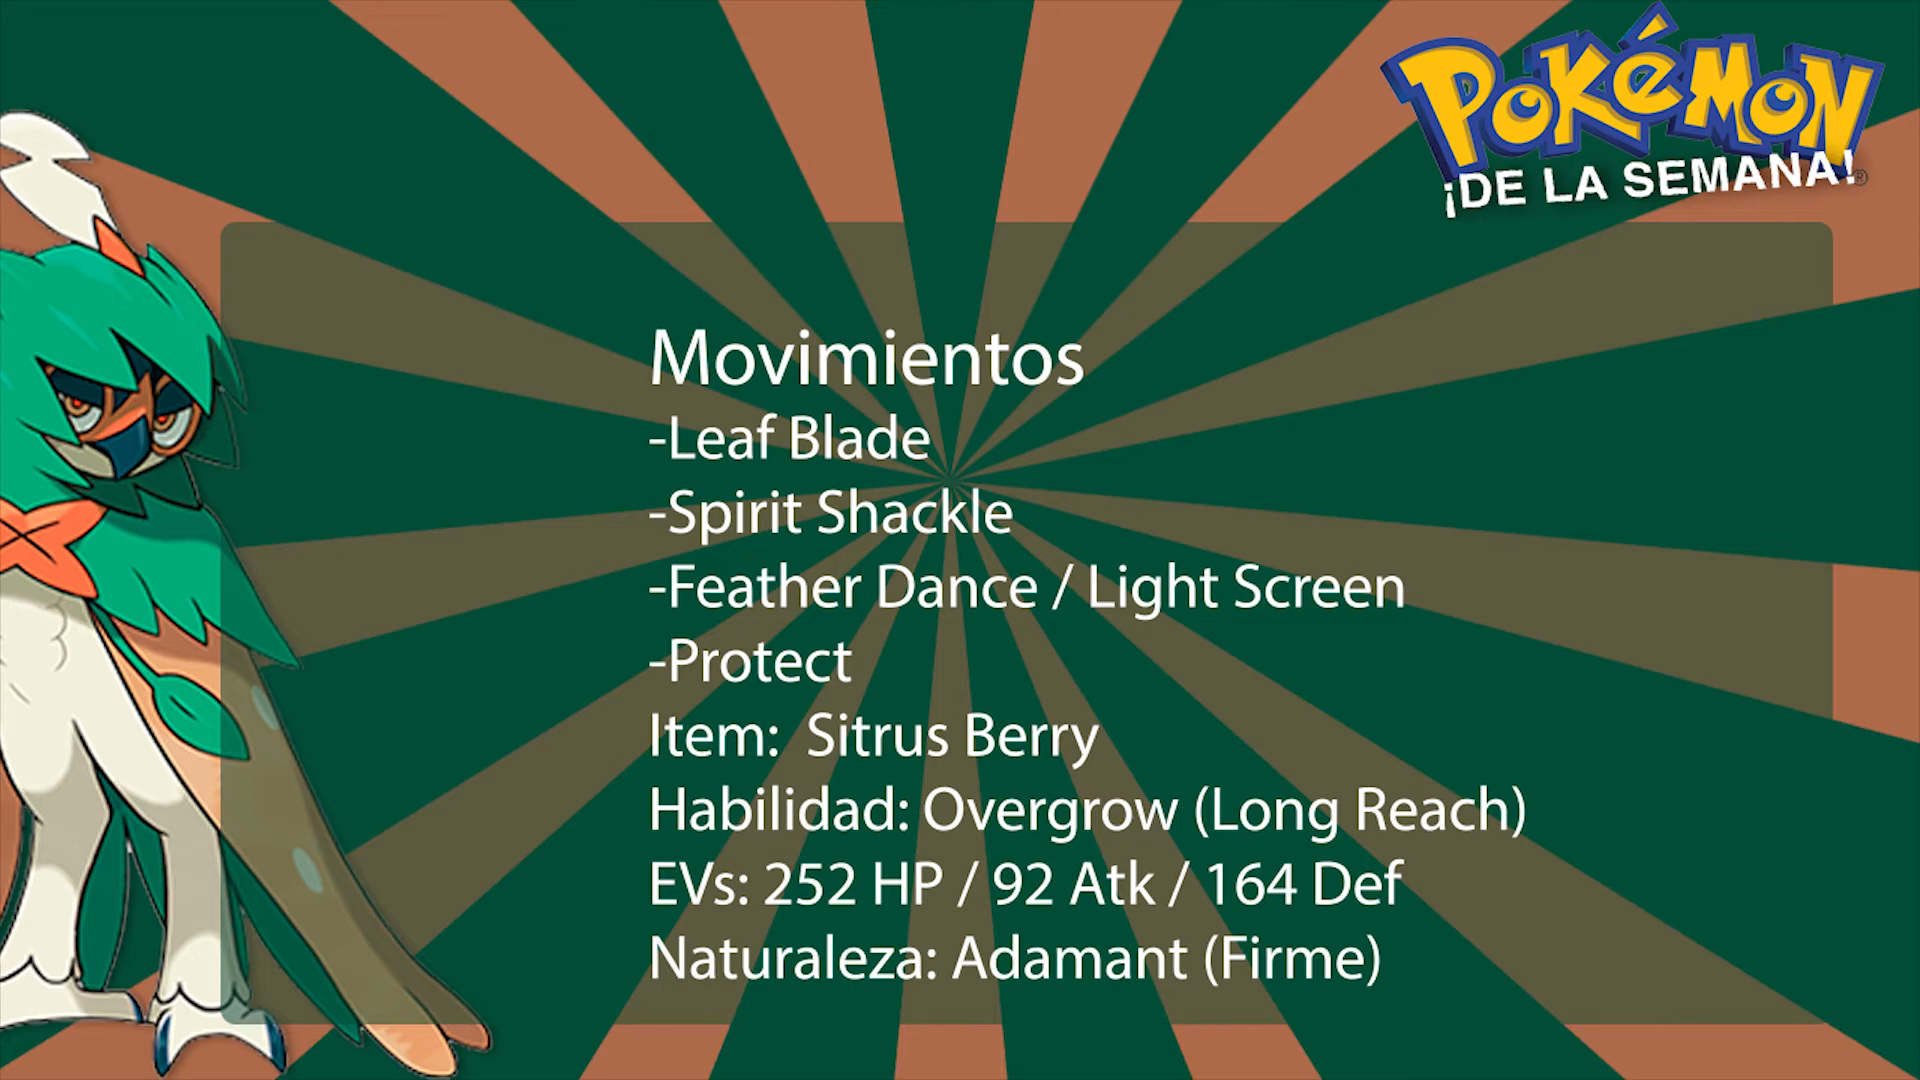 POKÉMON
¡DE LA SEMANA!
®
Movimientos
-Leaf Blade
-Spirit Shackle
-Feather Dance / Light Screen
-Protect
Item:  Sitrus Berry
Habilidad: Overgrow (Long Reach)
EVs: 252 HP / 92 Atk / 164 Def
Naturaleza: Adamant (Firme)